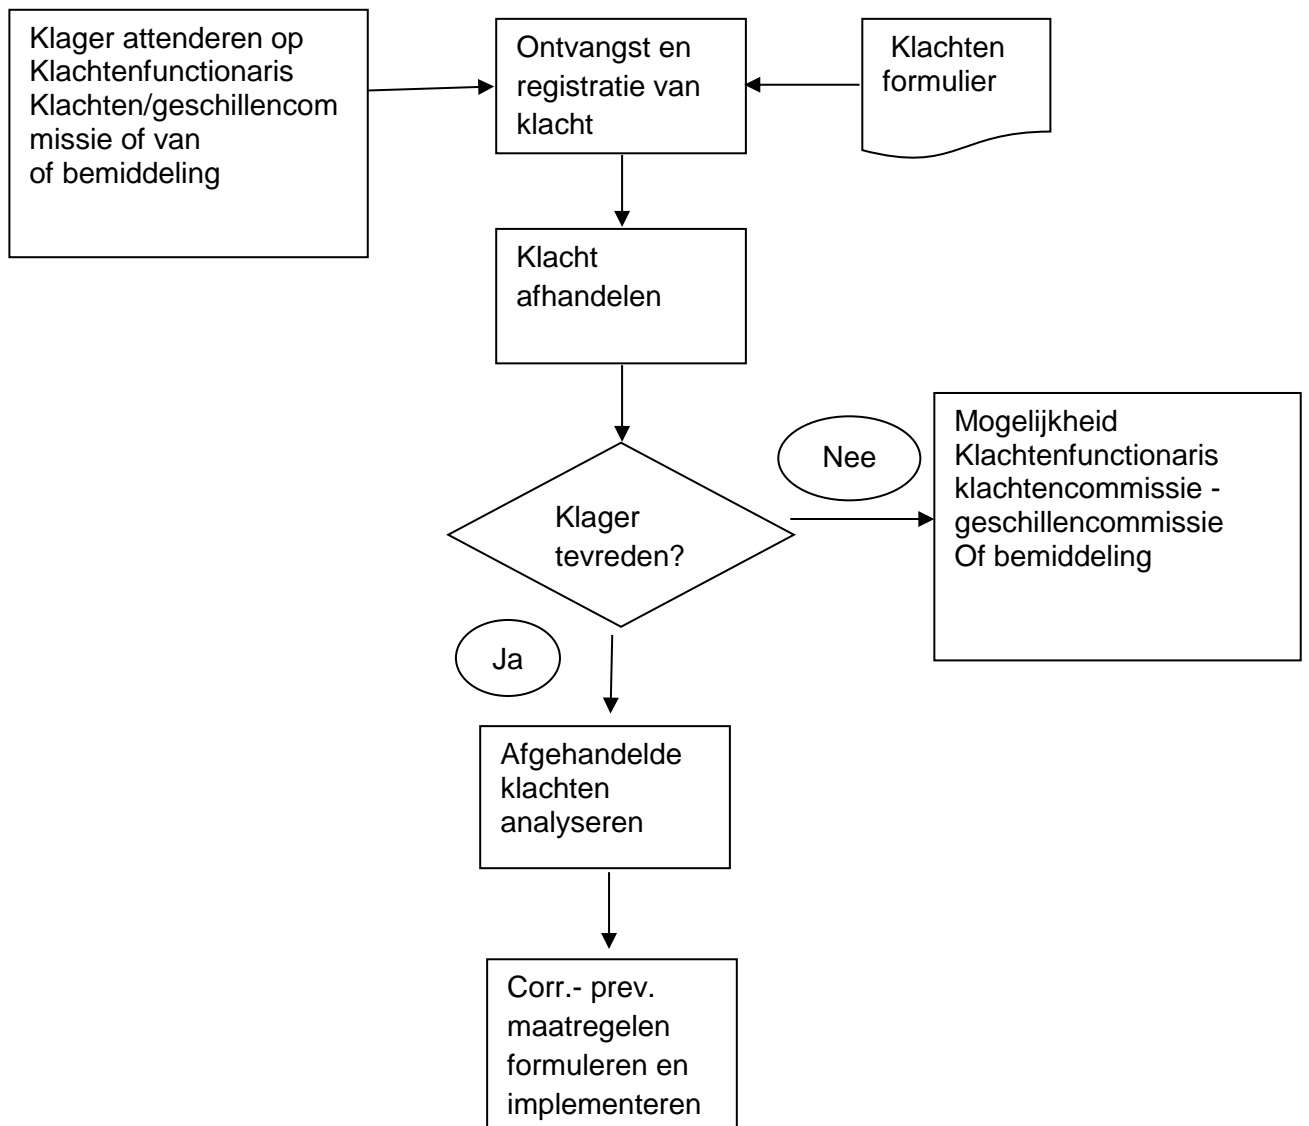 Klager attenderen op
Klachtenfunctionaris
Klachten/geschillencom
missie of van
of bemiddeling
Ontvangst en
registratie van
klacht
Klachten
formulier
Klacht
afhandelen
Klager
tevreden?
Nee
Mogelijkheid
Klachtenfunctionaris
klachtencommissie -
geschillencommissie
Of bemiddeling
Ja
Afgehandelde
klachten
analyseren
Corr.- prev.
maatregelen
formuleren en
implementeren